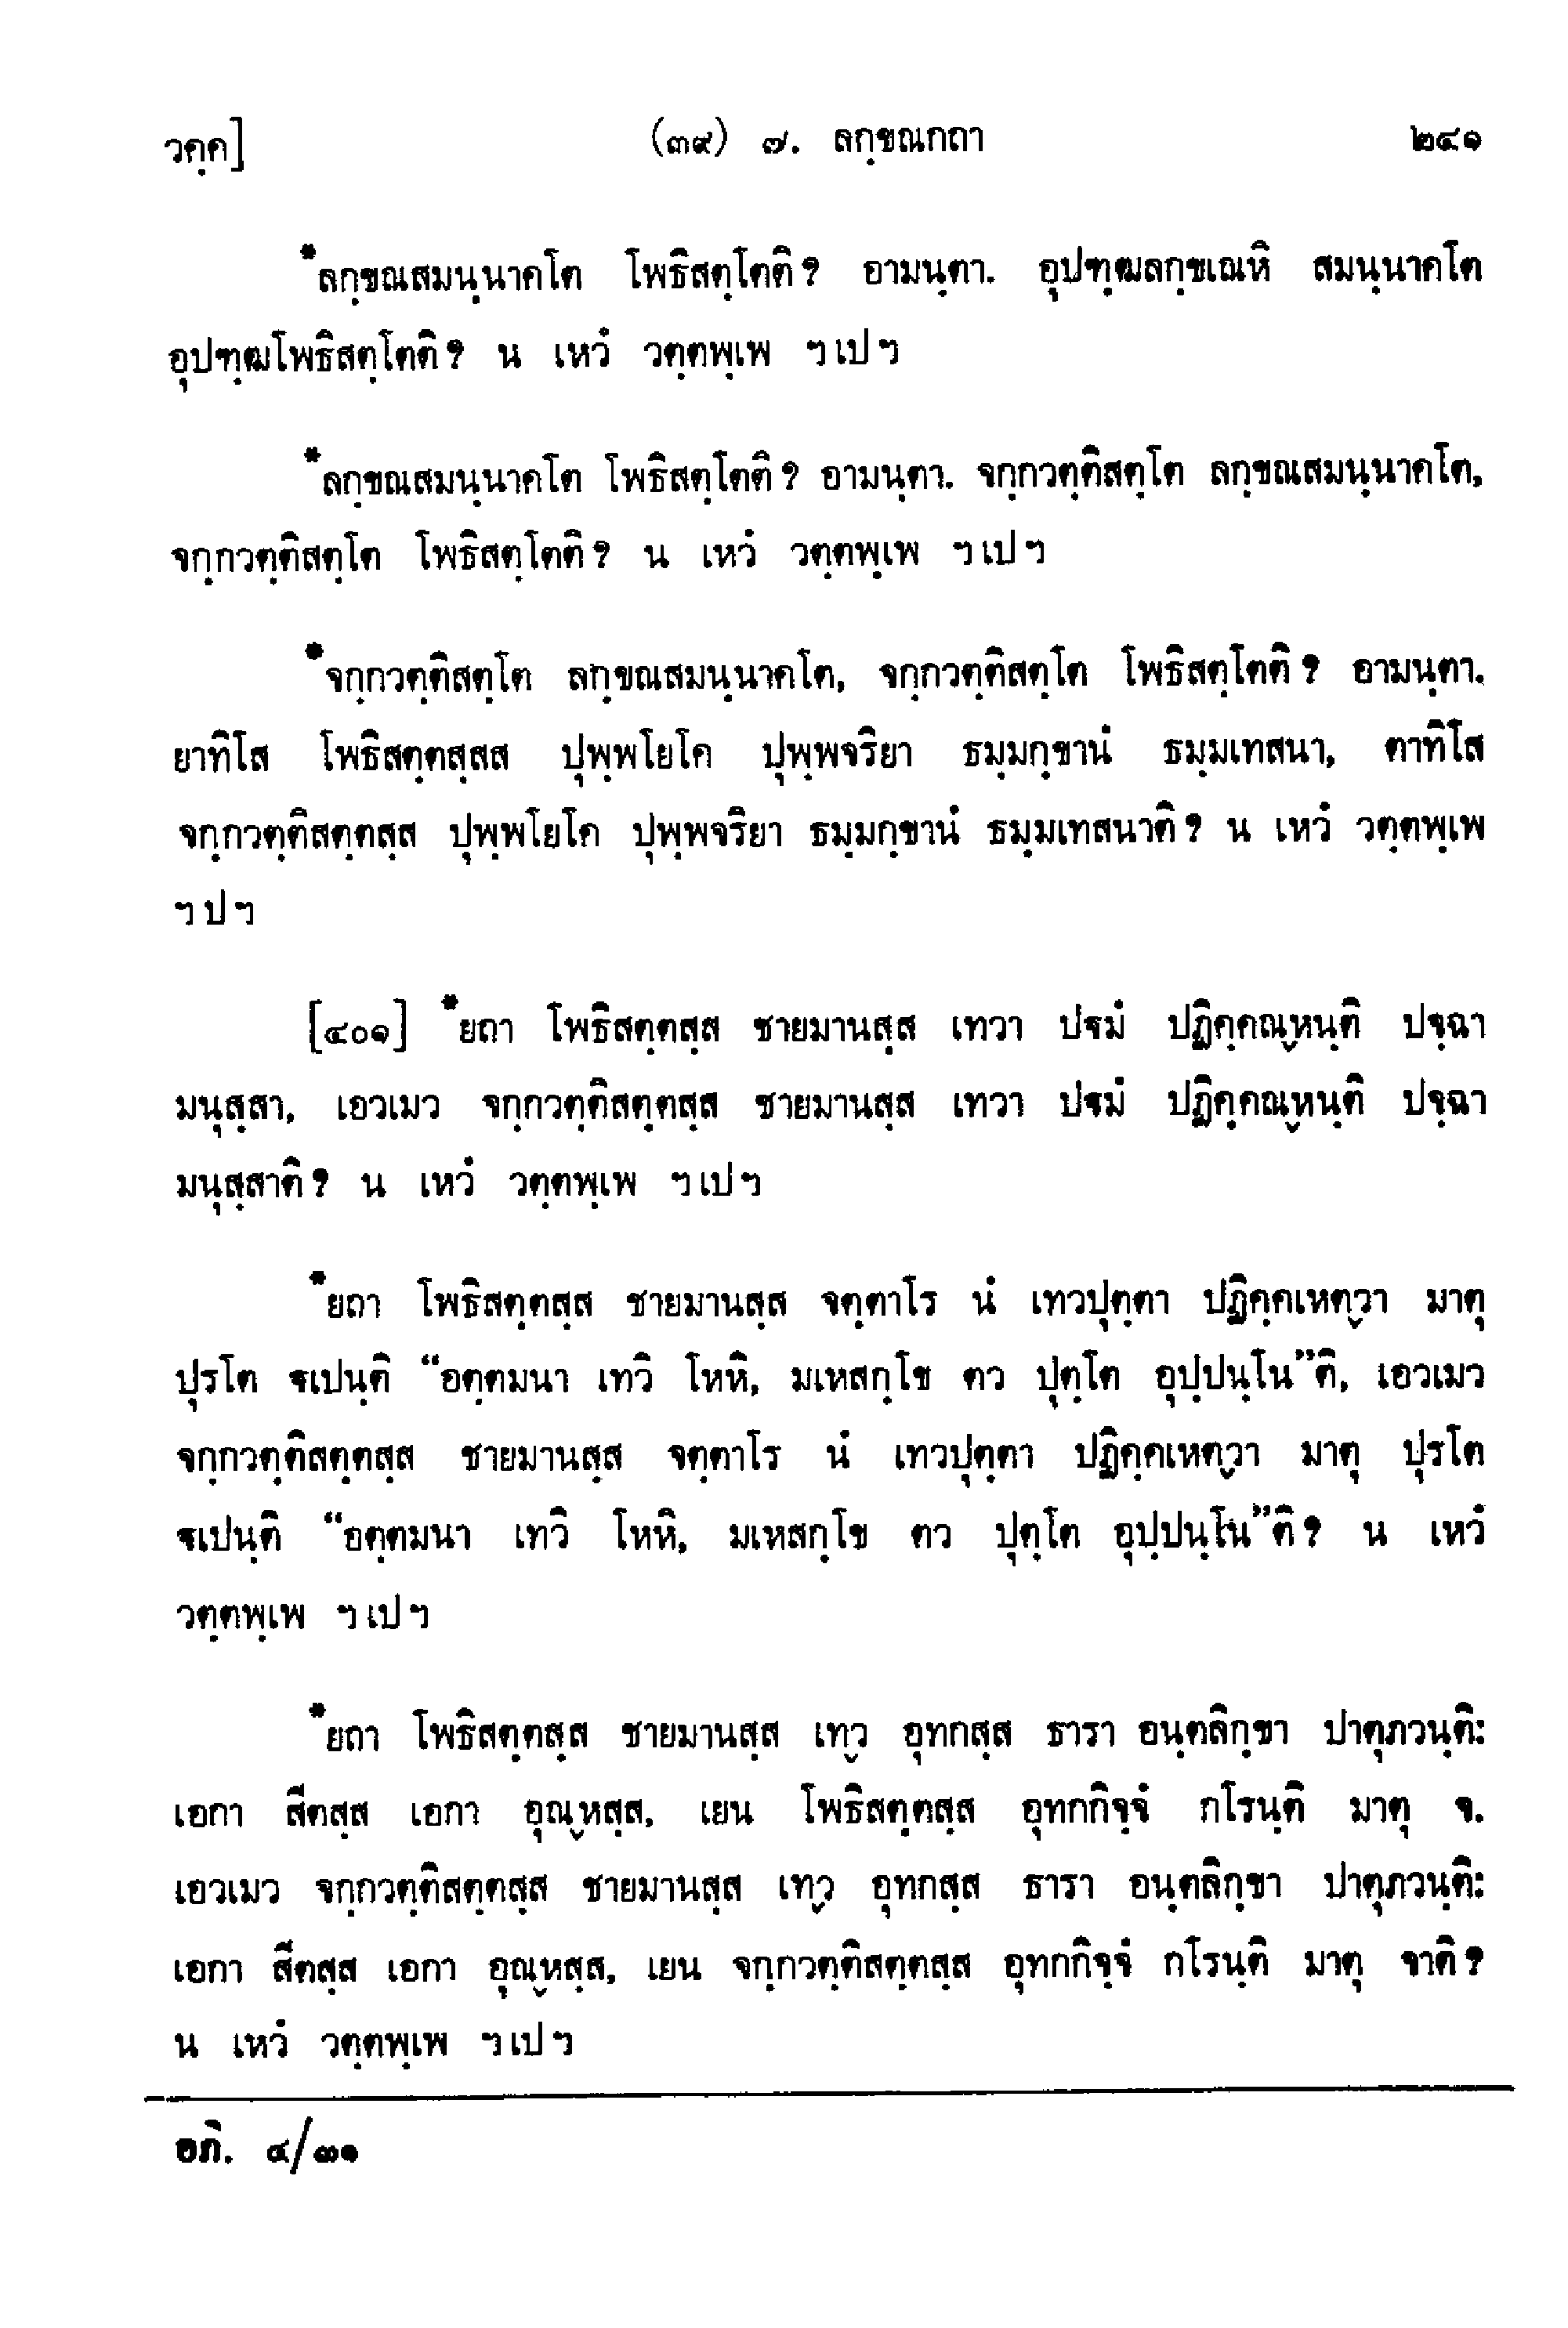 วคฺค] (๓๙) ๗. ลกฺขณกถา ๒๔๑
*ลกฺขณสมนฺนาคโต โพธิสตฺโตติ? อามนฺตา. อุปฑฺฒลกฺขเณหิ สมนฺนาคโต
อุปฑฺฒโพธิสตฺโตติ? น เหวํ วตฺตพฺเพ ฯ เป ฯ
*ลกฺขณสมนฺนาคโต โพธิสตฺโตติ? อามนฺตา. จกฺกวตฺติสตฺโต ลกฺขณสมนฺนาคโต,
จกฺกวตฺติสตฺโต โพธิสตฺโตติ? น เหวํ วตฺตพฺเพ ฯ เป ฯ
*จกฺกวตฺติสตฺโต ลกฺขณสมนฺนาคโต, จกฺกวตฺติสตฺโต โพธิสตฺโตติ? อามนฺตา.
ยาทิโส โพธิสตฺตสฺสส ปุพฺพโยโค ปุพฺพจริยา ธมฺมกฺขานํ ธมฺมเทสนา, ตาทิโส
จกฺกวตฺติสตฺตสฺส ปุพฺพโยโค ปุพฺพจริยา ธมฺมกฺขานํ ธมฺมเทสนาติ? น เหวํ วตฺตพฺเพ
ฯ ป ฯ
[๔๐๑] *ยถา โพธิสตฺตสฺส ชายมานสฺส เทวา ปฐมํ ปฏิคฺคณฺหนฺติ ปจฺฉา
มนุสฺสา, เอวเมว จกฺกวตฺติสตฺตสฺส ชายมานสฺส เทวา ปฐมํ ปฏิคฺคณฺหนฺติ ปจฺฉา
มนุสฺสาติ? น เหวํ วตฺตพฺเพ ฯ เป ฯ
*ยถา โพธิสตฺตสฺส ชายมานสฺส จตฺตาโร นํ เทวปุตฺตา ปฏิคฺคเหตฺวา มาตุ
ปุรโต ฐเปนฺติ “อตฺตมนา เทวิ โหหิ, มเหสกฺโข ตว ปุตฺโต อุปฺปนฺโน”ติ, เอวเมว
จกฺกวตฺติสตฺตสฺส ชายมานสฺส จตฺตาโร นํ เทวปุตฺตา ปฏิคฺคเหตฺวา มาตุ ปุรโต
ฐเปนฺติ “อตฺตมนา เทวิ โหหิ, มเหสกฺโข ตว ปุตฺโต อุปฺปนฺโน”ติ? น เหวํ
วตฺตพฺเพ ฯ เป ฯ
*ยถา โพธิสตฺตสฺส ชายมานสฺส เทฺว อุทกสฺส ธารา อนฺตลิกฺขา ปาตุภวนฺติ:
เอกา สีตสฺส เอกา อุณฺหสฺส, เยน โพธิสตฺตสฺส อุทกกิจฺจํ กโรนฺติ มาตุ จ.
เอวเมว จกฺกวตฺติสตฺตสฺส ชายมานสฺส เทฺว อุทกสฺส ธารา อนฺตลิกฺขา ปาตุภวนฺติ:
เอกา สีตสฺส เอกา อุณฺหสฺส, เยน จกฺกวตฺติสตฺตสฺส อุทกกิจฺจํ กโรนฺติ มาตุ จาติ?
น เหวํ วตฺตพฺเพ ฯ เป ฯ
อภิ. ๔/๓๑